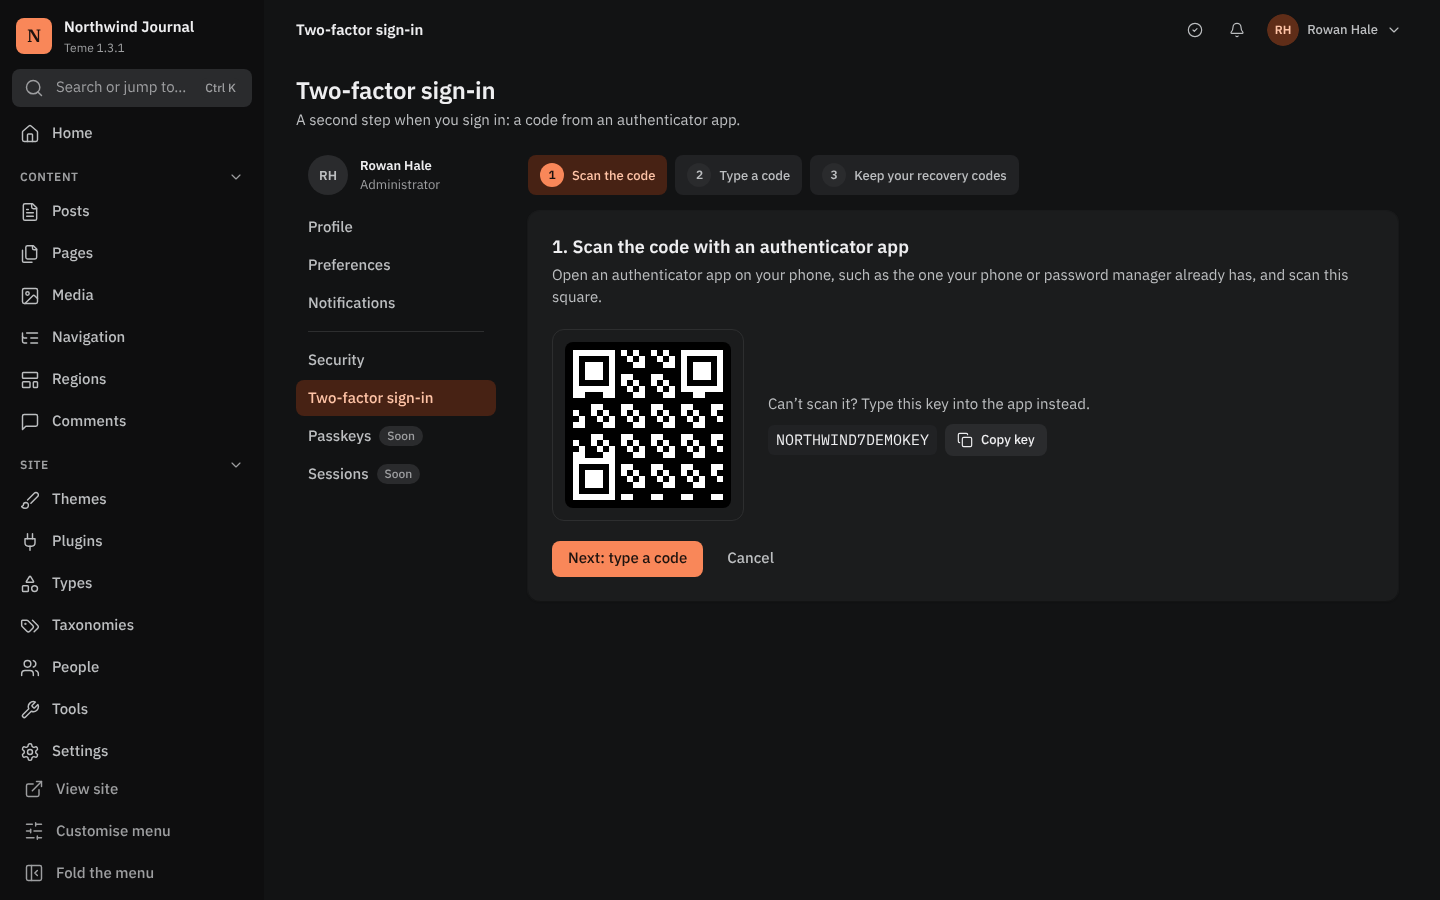 N
Northwind Journal
Teme 1.3.1
Search or jump to...
Ctrl K
Home
CONTENT
Posts
Pages
Media
Navigation
Regions
Comments
SITE
Themes
Plugins
Types
Taxonomies
People
Tools
Settings
View site
Customise menu
Fold the menu
Two-factor sign-in
RH
Rowan Hale
Two-factor sign-in
A second step when you sign in: a code from an authenticator app.
RH
Rowan Hale
Administrator
Profile
Preferences
Notifications
Security
Two-factor sign-in
Passkeys Soon
Sessions Soon
1 Scan the code
2 Type a code
3 Keep your recovery codes
1. Scan the code with an authenticator app
Open an authenticator app on your phone, such as the one your phone or password manager already has, and scan this
square.
Can't scan it? Type this key into the app instead.
NORTHWIND7DEMOKEY
Copy key
Next: type a code
Cancel